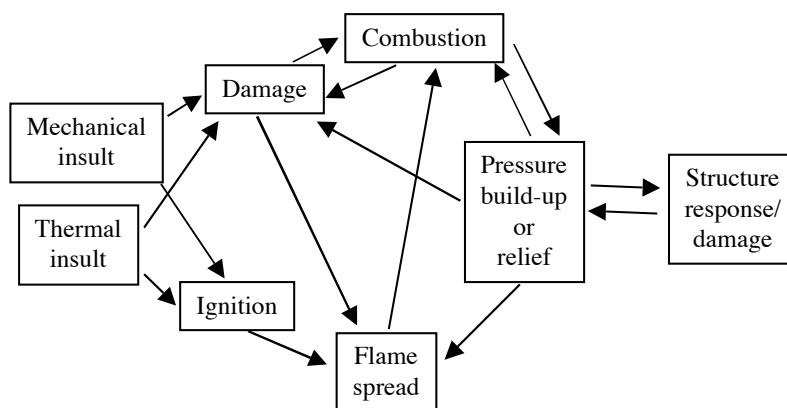 Combustion
Damage
Mechanical
insult
Pressure
build-up
or
relief
Structure
response/
damage
Thermal
insult
Ignition
Flame
spread